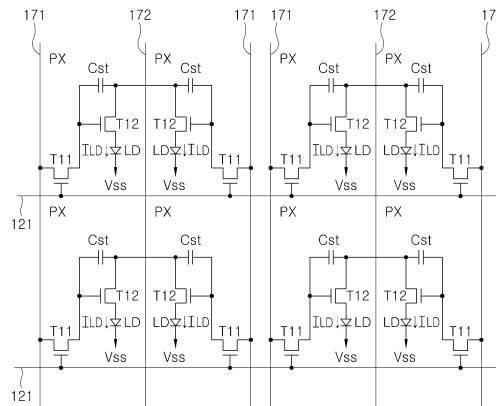 171 172 171 171 172 17
PX PX PX PX
Cst Cst Cst Cst
T12 T12 T12 T12
T11 ILD LD LD ILD T11 T11 ILD LD LD ILD T11
Vss Vss Vss Vss
121
PX PX PX PX
Cst Cst Cst Cst
T12 T12 T12 T12
T11 ILD LD LD ILD T11 T11 ILD LD LD ILD T11
Vss Vss Vss Vss
121